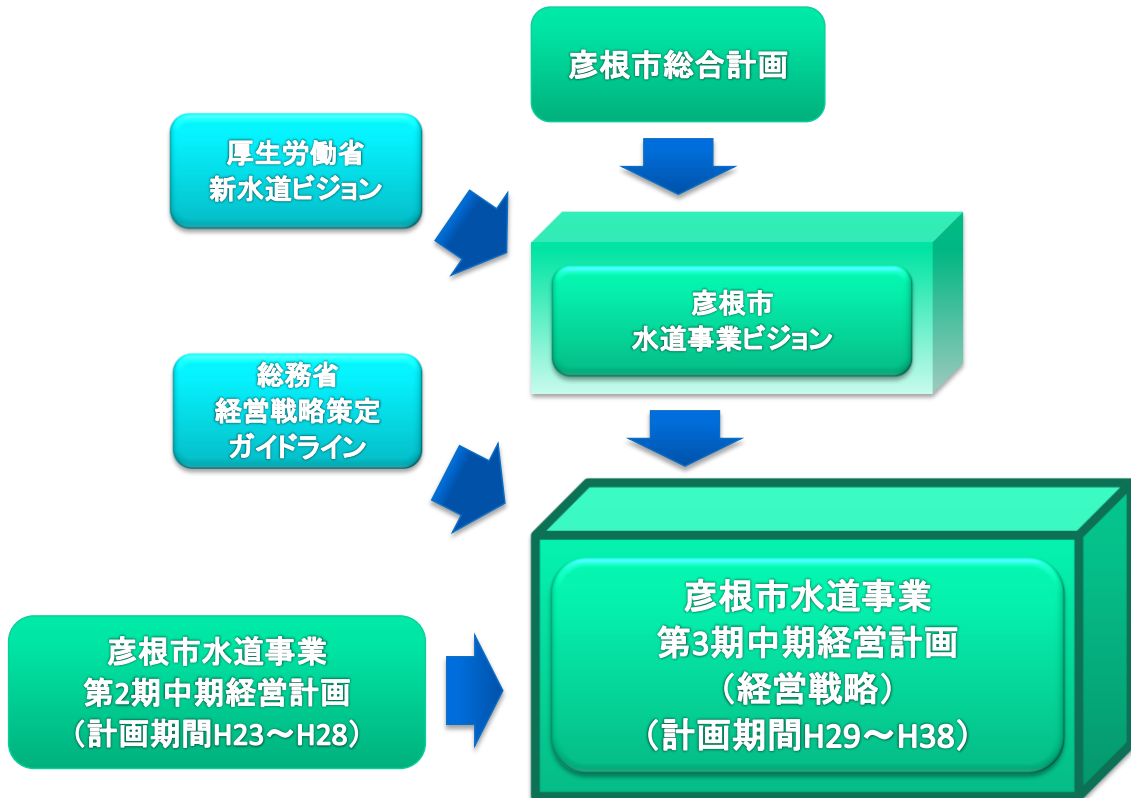 彦根市総合計画
厚生労働省
新水道ビジョン
彦根市
水道事業ビジョン
総務省
経営戦略策定
ガイドライン
彦根市水道事業
第2期中期経営計画
（計画期間H23～H28）
彦根市水道事業
第3期中期経営計画
（経営戦略）
（計画期間H29～H38）